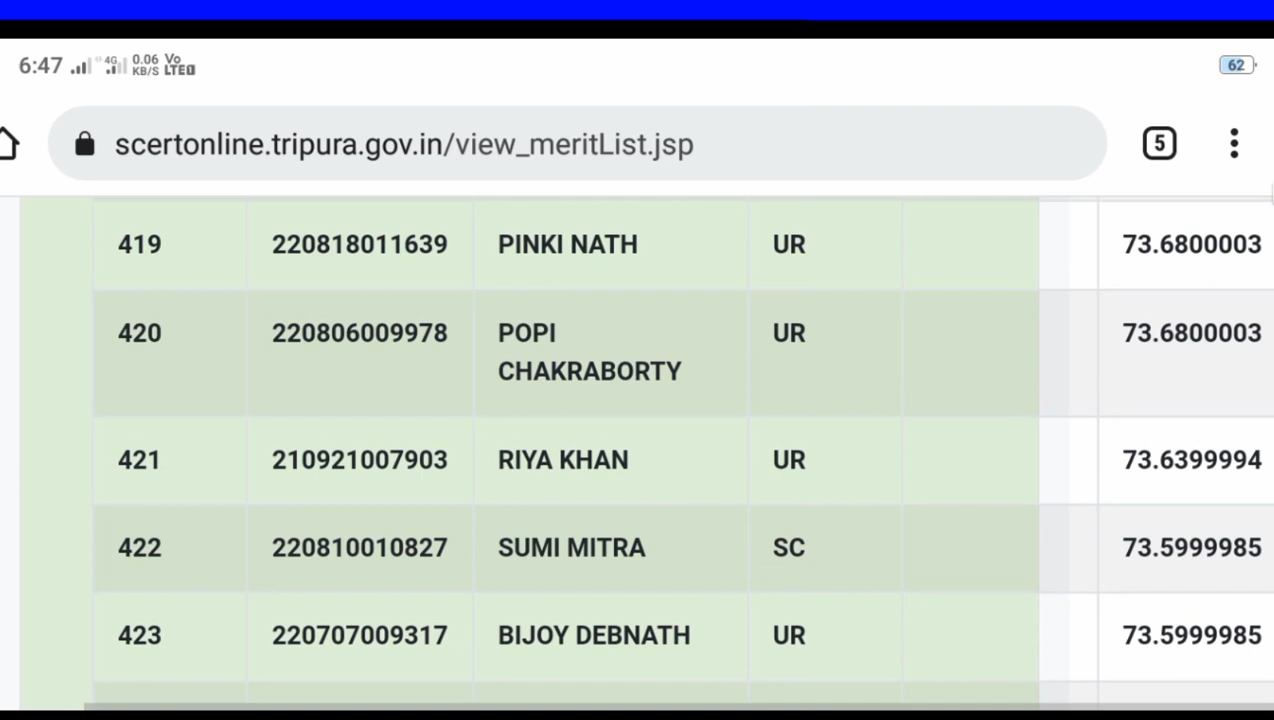 6:47 4G 0.06 KB/S Vo LTE 62
scertonline.tripura.gov.in/view_meritList.jsp 5
419 220818011639 PINKI NATH UR 73.6800003
420 220806009978 POPI CHAKRABORTY UR 73.6800003
421 210921007903 RIYA KHAN UR 73.6399994
422 220810010827 SUMI MITRA SC 73.5999985
423 220707009317 BIJOY DEBNATH UR 73.5999985